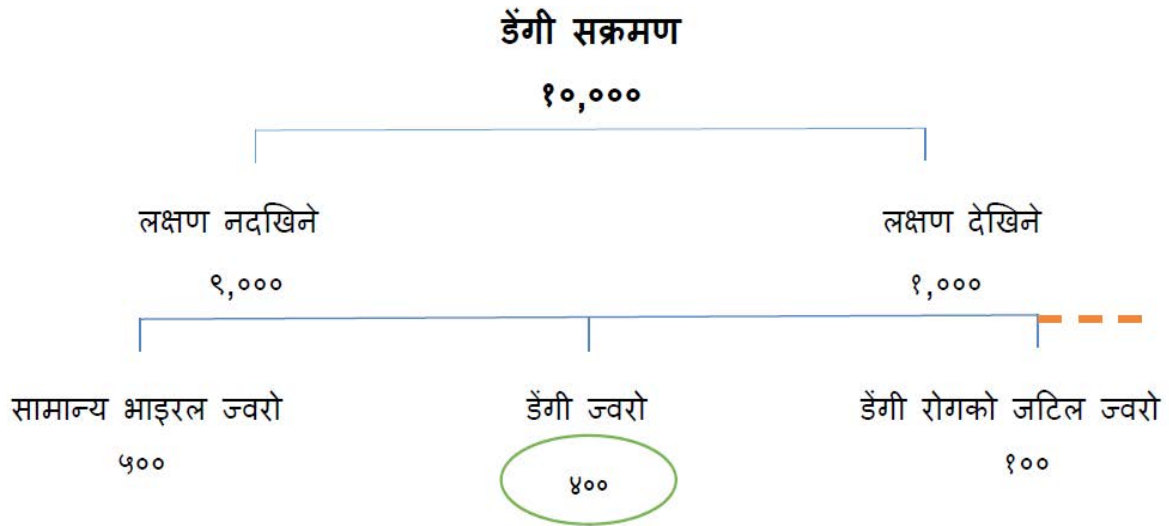 डेंगी सक्रमण
१०,०००
लक्षण नदखिने लक्षण देखिने
९,००० १,०००
सामान्य भाइरल ज्वरो डेंगी ज्वरो डेंगी रोगको जटिल ज्वरो
५०० ४०० १००